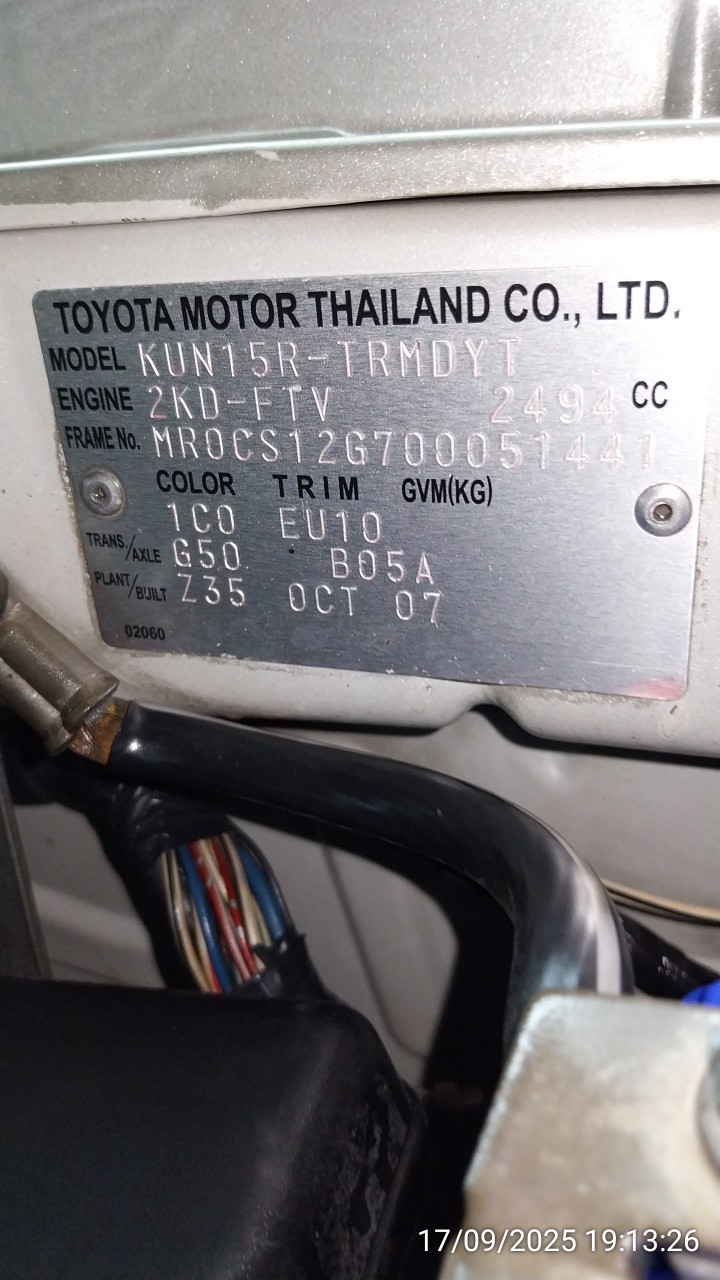 TOYOTA MOTOR THAILAND CO., LTD.
MODEL KUN15R-TRMDYT
ENGINE 2KD-FTV 2494 CC
FRAME No. MR0CS12G700051441
COLOR TRIM GVM(KG)
1C0 EU10
TRANS./AXLE G50 B05A
PLANT/BUILT Z35 OCT 07
02060
17/09/2025 19:13:26